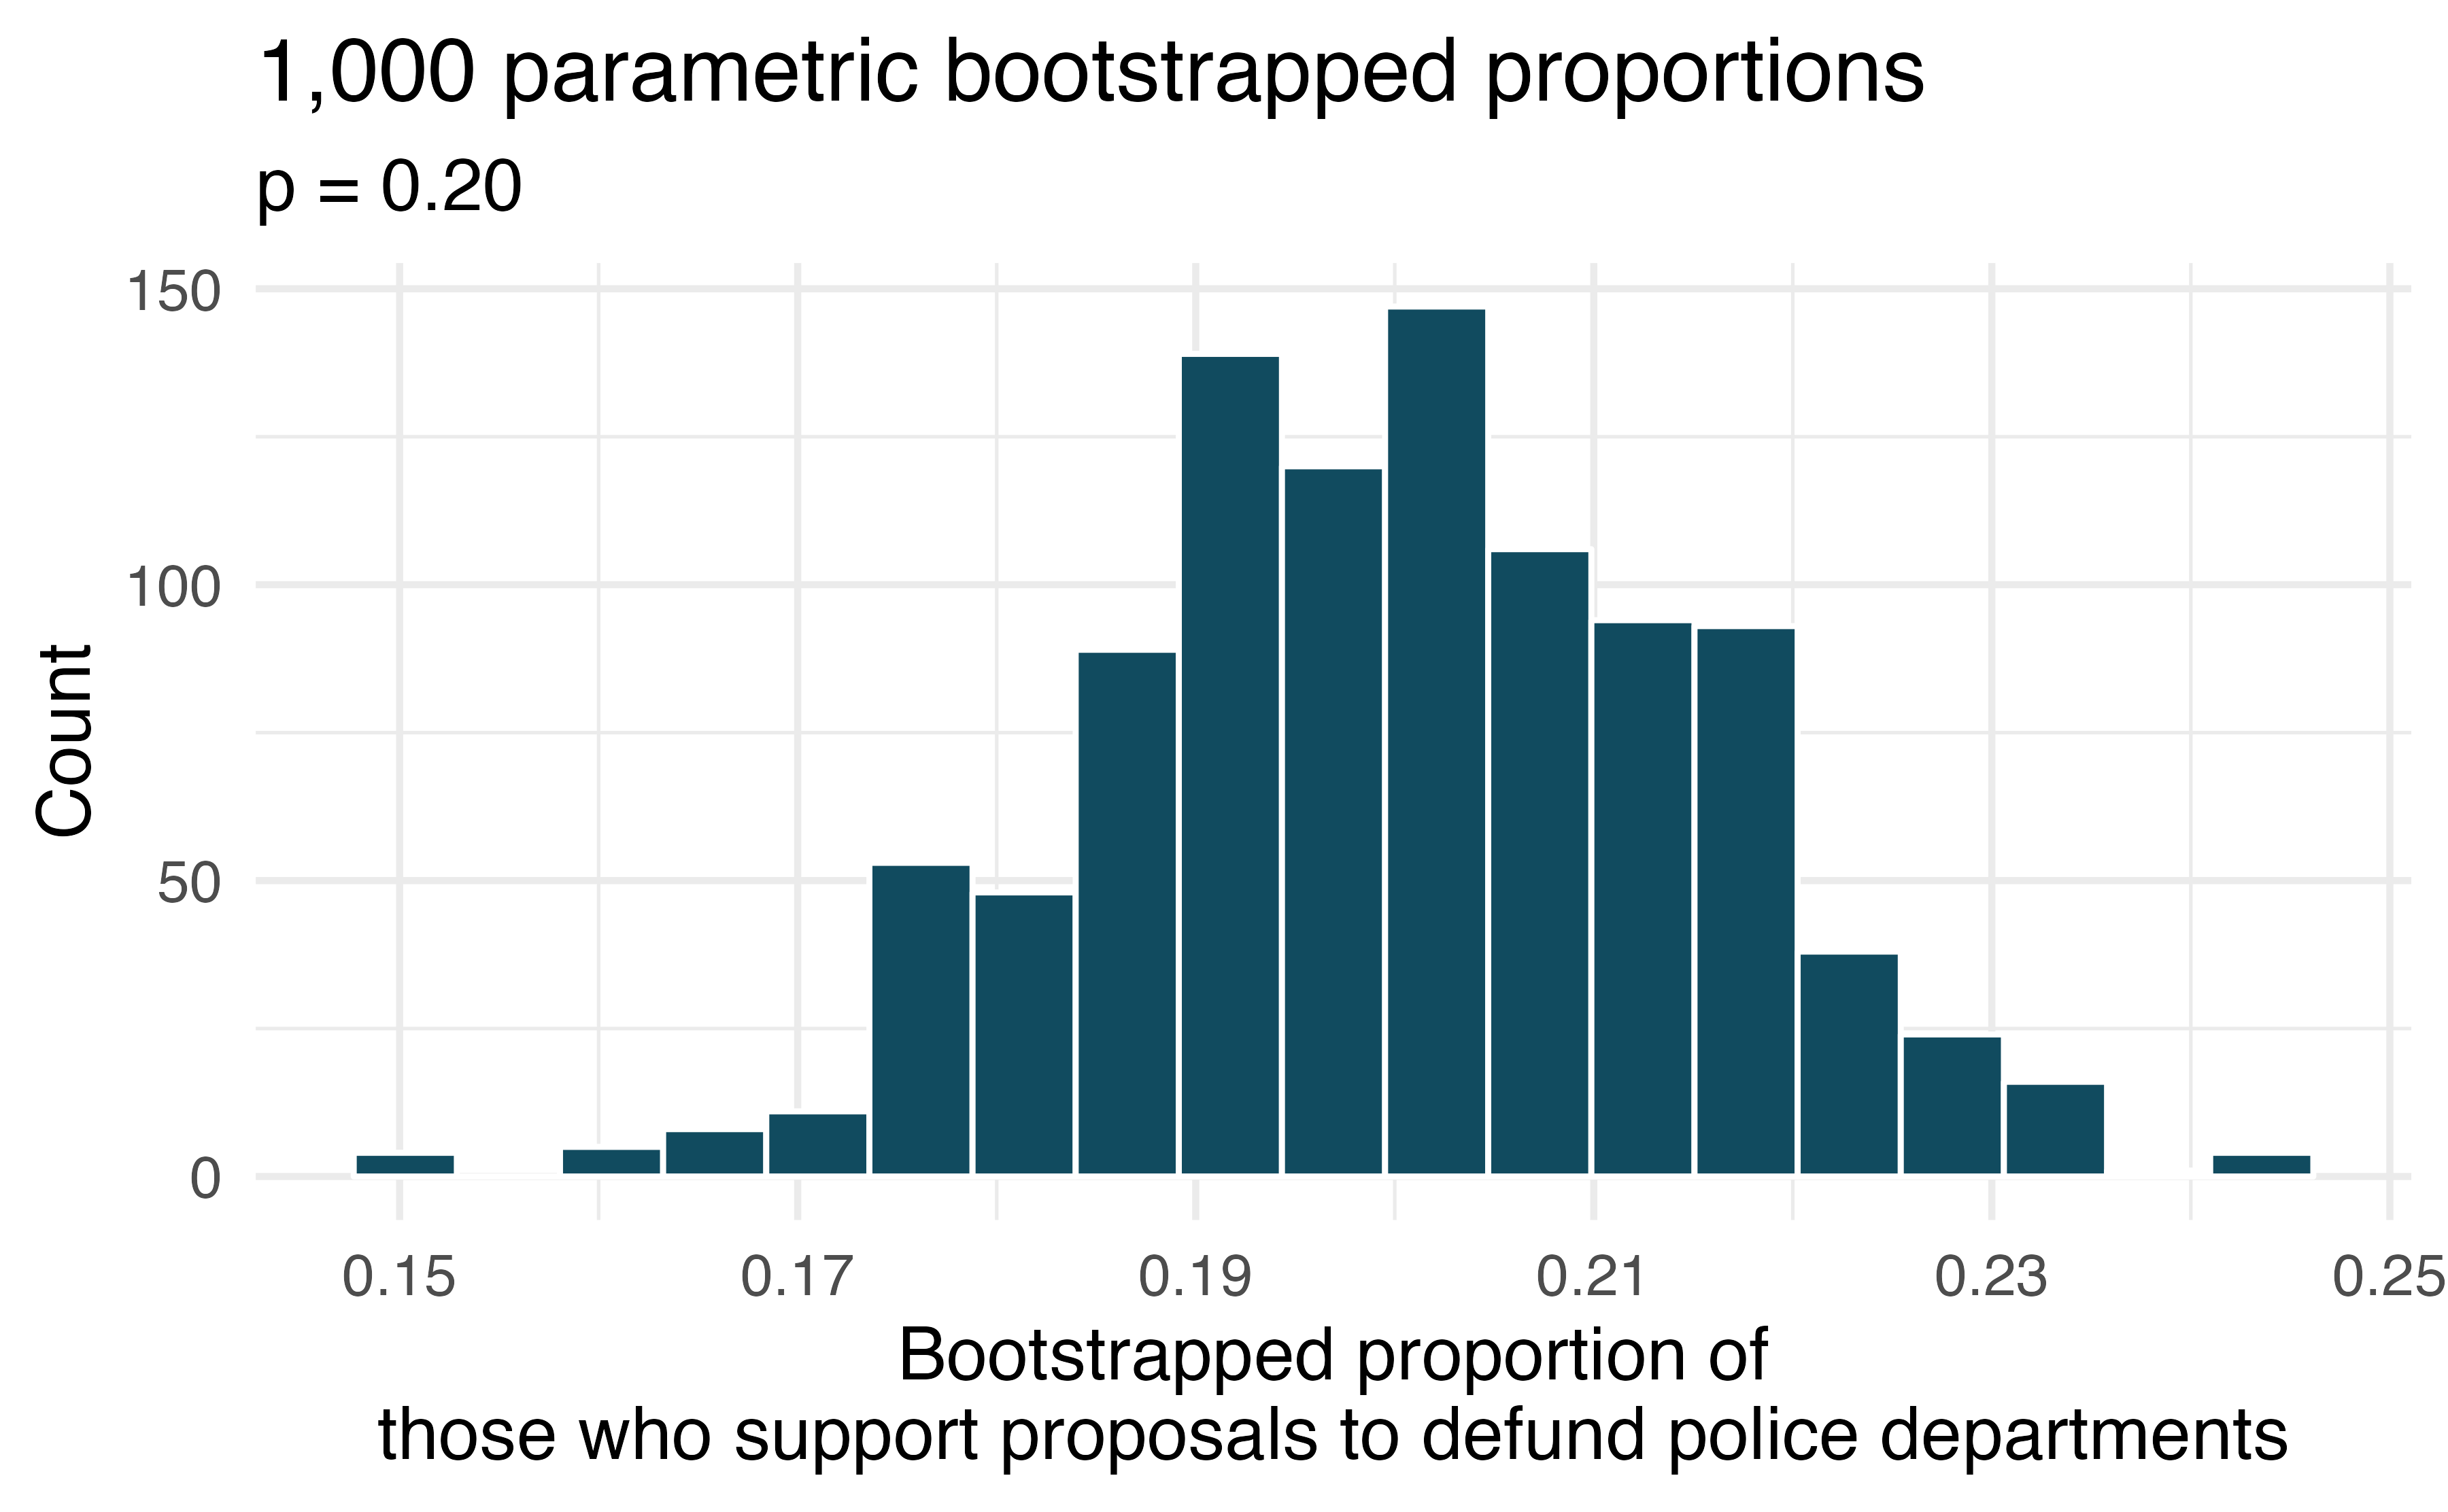 1,000 parametric bootstrapped proportions
p = 0.20
150
100
50
0
Count
0.15 0.17 0.19 0.21 0.23 0.25
Bootstrapped proportion of
those who support proposals to defund police departments